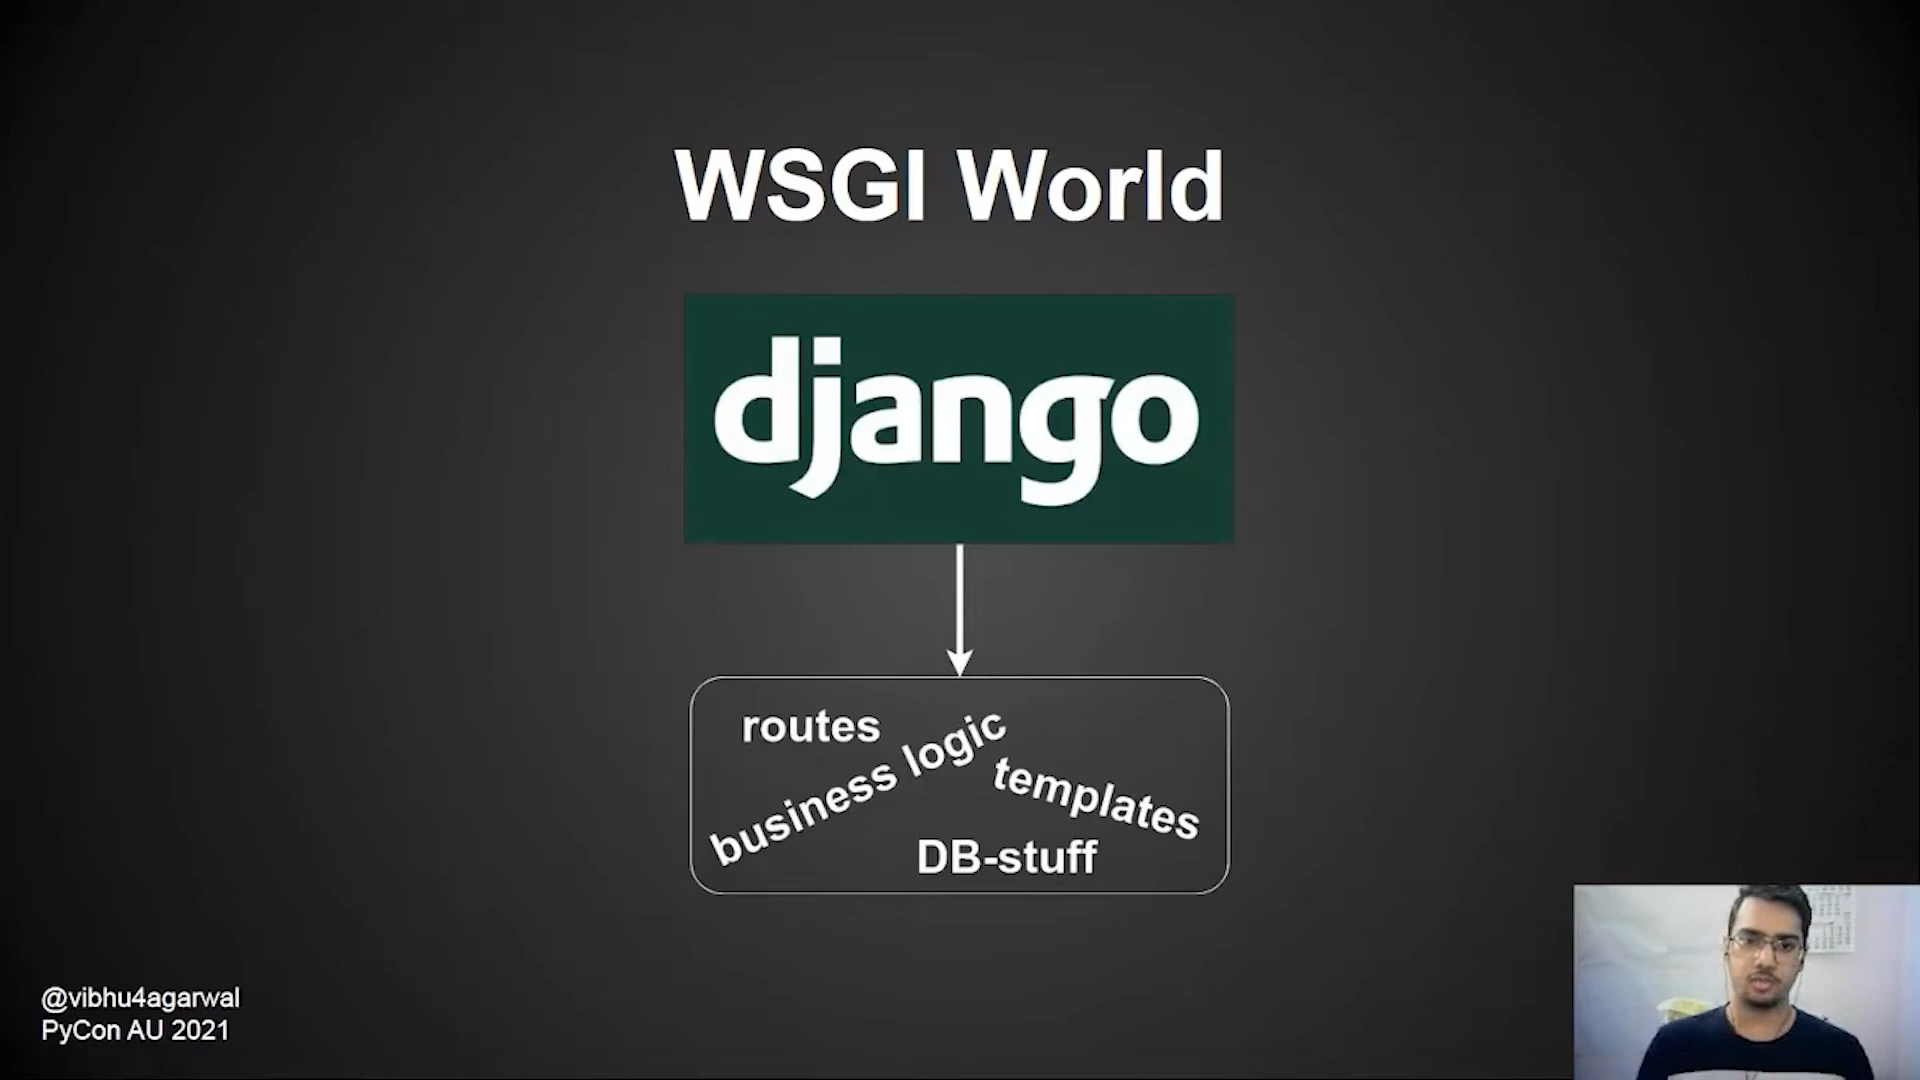 WSGI World
django
routes
business logic
templates
DB-stuff
@vibhu4agarwal
PyCon AU 2021